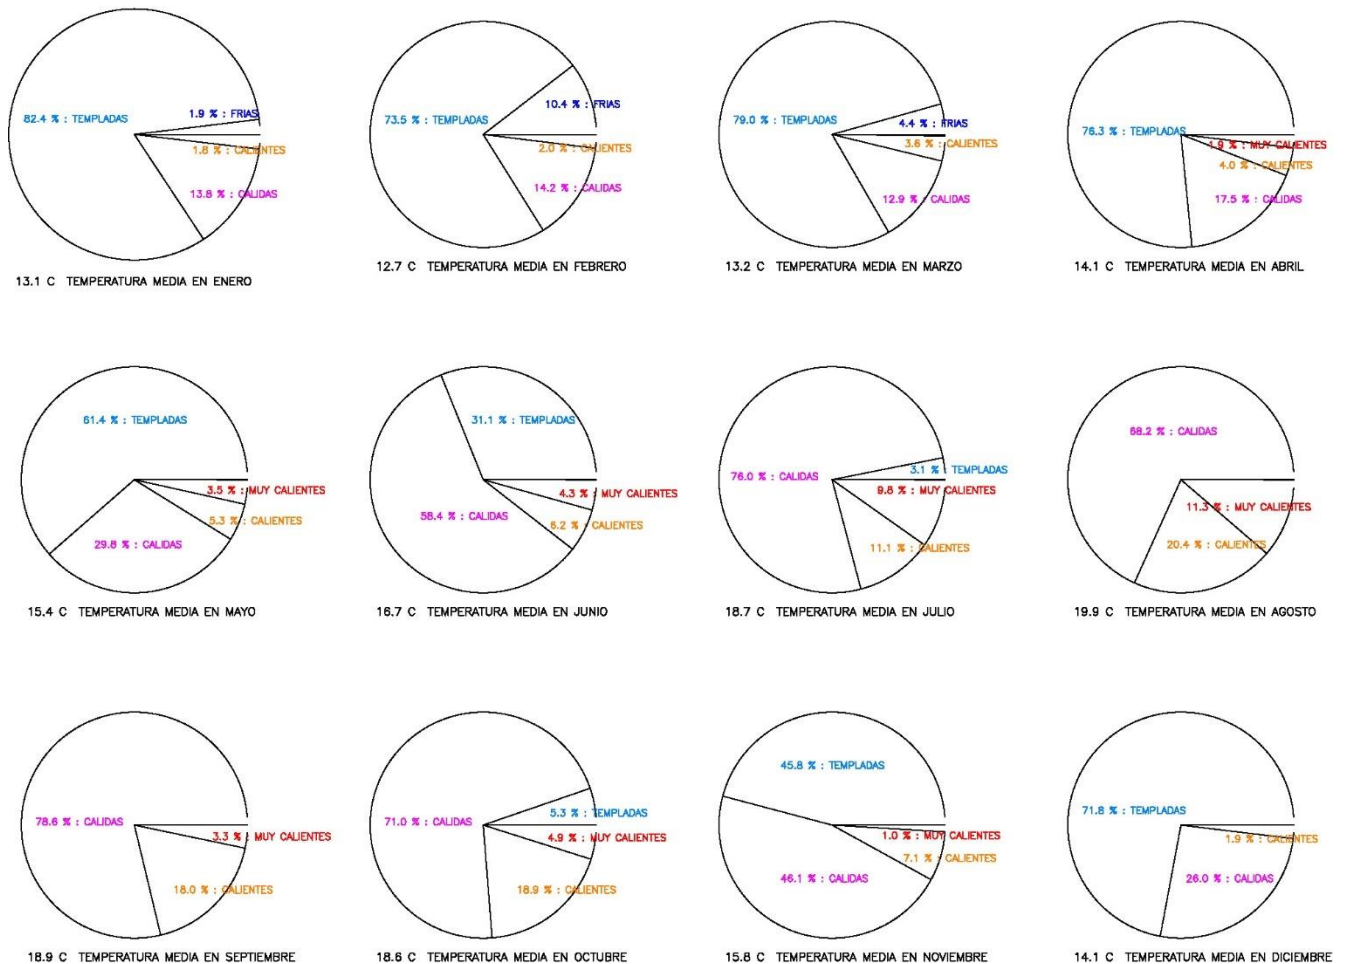 82.4 % : TEMPLADAS
1.9 % : FRIAS
1.8 % : CALIENTES
13.8 % : CALIDAS
13.1 C TEMPERATURA MEDIA EN ENERO
73.5 % : TEMPLADAS
10.4 % : FRIAS
2.0 % : CALIENTES
14.2 % : CALIDAS
12.7 C TEMPERATURA MEDIA EN FEBRERO
79.0 % : TEMPLADAS
4.4 % : FRIAS
3.6 % : CALIENTES
12.9 % : CALIDAS
13.2 C TEMPERATURA MEDIA EN MARZO
76.3 % : TEMPLADAS
1.9 % : MUY CALIENTES
4.0 % : CALIENTES
17.5 % : CALIDAS
14.1 C TEMPERATURA MEDIA EN ABRIL
61.4 % : TEMPLADAS
3.5 % : MUY CALIENTES
5.3 % : CALIENTES
29.8 % : CALIDAS
15.4 C TEMPERATURA MEDIA EN MAYO
31.1 % : TEMPLADAS
4.3 % : MUY CALIENTES
58.4 % : CALIDAS
6.2 % : CALIENTES
16.7 C TEMPERATURA MEDIA EN JUNIO
76.0 % : CALIDAS
3.1 % : TEMPLADAS
9.8 % : MUY CALIENTES
11.1 % : CALIENTES
18.7 C TEMPERATURA MEDIA EN JULIO
68.2 % : CALIDAS
11.3 % : MUY CALIENTES
20.4 % : CALIENTES
19.9 C TEMPERATURA MEDIA EN AGOSTO
78.6 % : CALIDAS
3.3 % : MUY CALIENTES
18.0 % : CALIENTES
18.9 C TEMPERATURA MEDIA EN SEPTIEMBRE
71.0 % : CALIDAS
5.3 % : TEMPLADAS
4.9 % : MUY CALIENTES
18.9 % : CALIENTES
18.6 C TEMPERATURA MEDIA EN OCTUBRE
45.8 % : TEMPLADAS
1.0 % : MUY CALIENTES
7.1 % : CALIENTES
46.1 % : CALIDAS
15.8 C TEMPERATURA MEDIA EN NOVIEMBRE
71.8 % : TEMPLADAS
1.9 % : CALIENTES
26.0 % : CALIDAS
14.1 C TEMPERATURA MEDIA EN DICIEMBRE